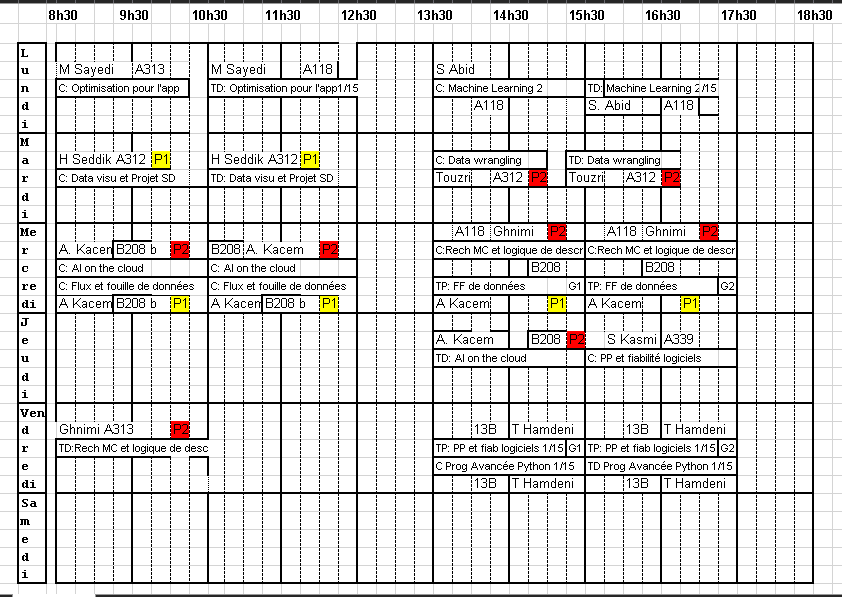 8h30 9h30 10h30 11h30 12h30 13h30 14h30 15h30 16h30 17h30 18h30
Lundi
M Sayedi A313 M Sayedi A118 S Abid
C: Optimisation pour l'app TD: Optimisation pour l'app1/15 C: Machine Learning 2 TD: Machine Learning 2/15
A118 S. Abid A118
Mardi
H Seddik A312 P1 H Seddik A312 P1 C: Data wrangling TD: Data wrangling
C: Data visu et Projet SD TD: Data visu et Projet SD Touzri A312 P2 Touzri A312 P2
Mercredi
A118 Ghnimi P2 A118 Ghnimi P2
A. Kacem B208 b P2 B208 A. Kacem P2 C:Rech MC et logique de descr C:Rech MC et logique de descr
C: AI on the cloud C: AI on the cloud B208 B208
C: Flux et fouille de données C: Flux et fouille de données TP: FF de données G1 TP: FF de données G2
A Kacem B208 b P1 A Kacen B208 b P1 A Kacem P1 A Kacem P1
Jeudi
A. Kacem B208 P2 S Kasmi A339
TD: AI on the cloud C: PP et fiabilité logiciels
Vendredi
Ghnimi A313 P2 13B T Hamdeni 13B T Hamdeni
TD:Rech MC et logique de desc TP: PP et fiab logiciels 1/15 G1 TP: PP et fiab logiciels 1/15 G2
C Prog Avancée Python 1/15 TD Prog Avancée Python 1/15
13B T Hamdeni 13B T Hamdeni
Samedi